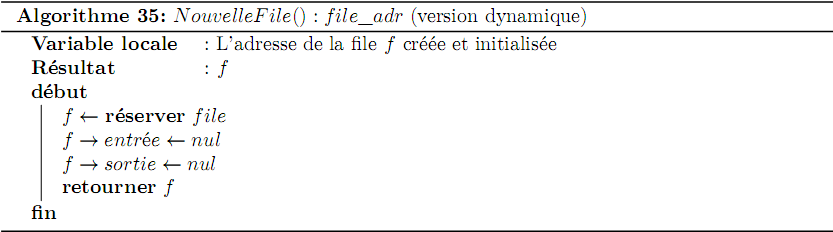 Algorithme 35: NouvelleFile() : file_adr (version dynamique)
Variable locale : L'adresse de la file f créée et initialisée
Résultat : f
début
f ← réserver file
f → entrée ← nul
f → sortie ← nul
retourner f
fin